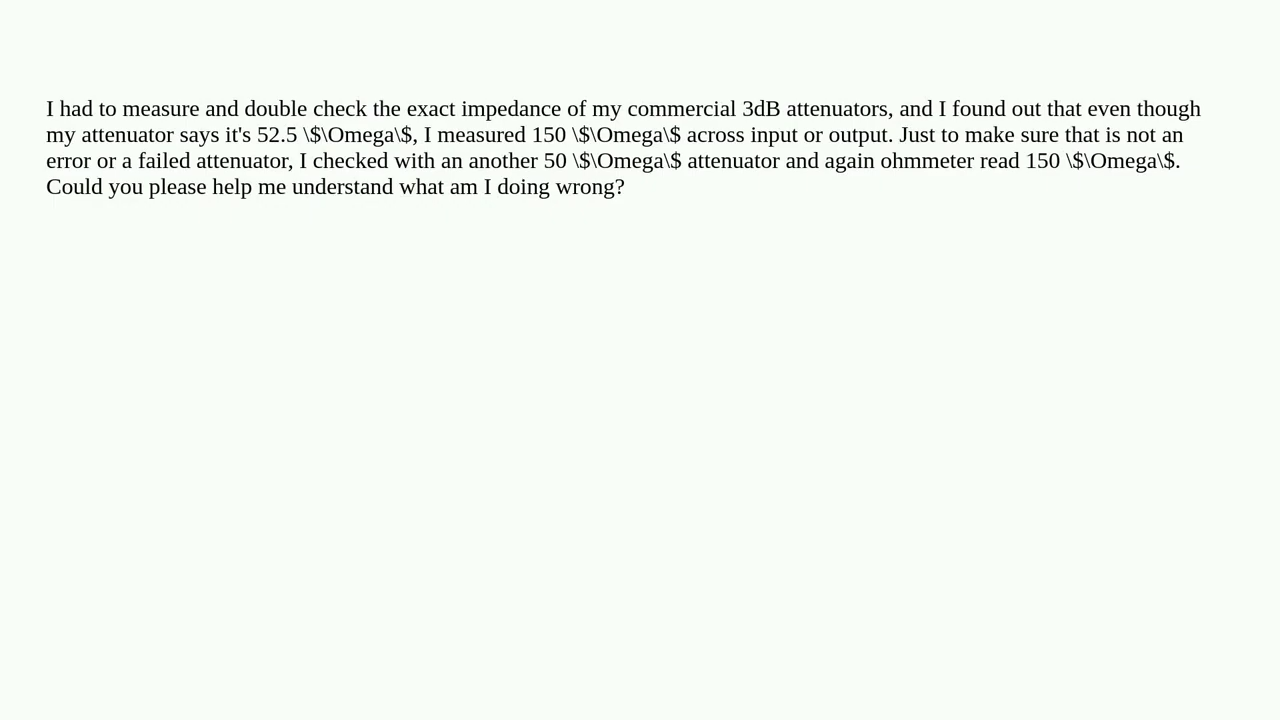 I had to measure and double check the exact impedance of my commercial 3dB attenuators, and I found out that even though
my attenuator says it's 52.5 \$\Omega\$, I measured 150 \$\Omega\$ across input or output. Just to make sure that is not an
error or a failed attenuator, I checked with an another 50 \$\Omega\$ attenuator and again ohmmeter read 150 \$\Omega\$.
Could you please help me understand what am I doing wrong?